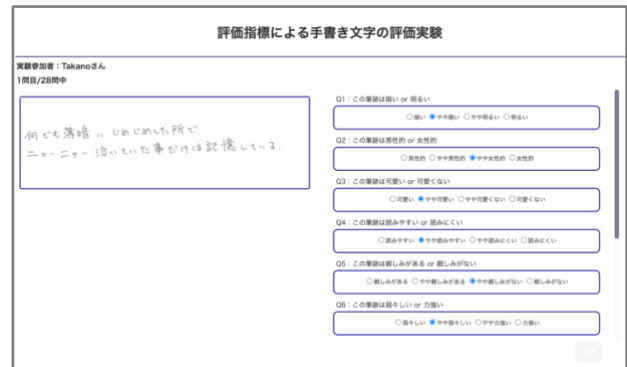 評価指標による手書き文字の評価実験
実験参加者：Takanoさん
1問目/28問中
何でも薄暗いじめじめした所で
ニャーニャー泣いていた事だけは記憶している.
Q1：この筆跡は暗い or 明るい
暗い やや暗い やや明るい 明るい
Q2：この筆跡は男性的 or 女性的
男性的 やや男性的 やや女性的 女性的
Q3：この筆跡は可愛い or 可愛くない
可愛い やや可愛い やや可愛くない 可愛くない
Q4：この筆跡は読みやすい or 読みにくい
読みやすい やや読みやすい やや読みにくい 読みにくい
Q5：この筆跡は親しみがある or 親しみがない
親しみがある やや親しみがある やや親しみがない 親しみがない
Q6：この筆跡は弱々しい or 力強い
弱々しい やや弱々しい やや力強い 力強い